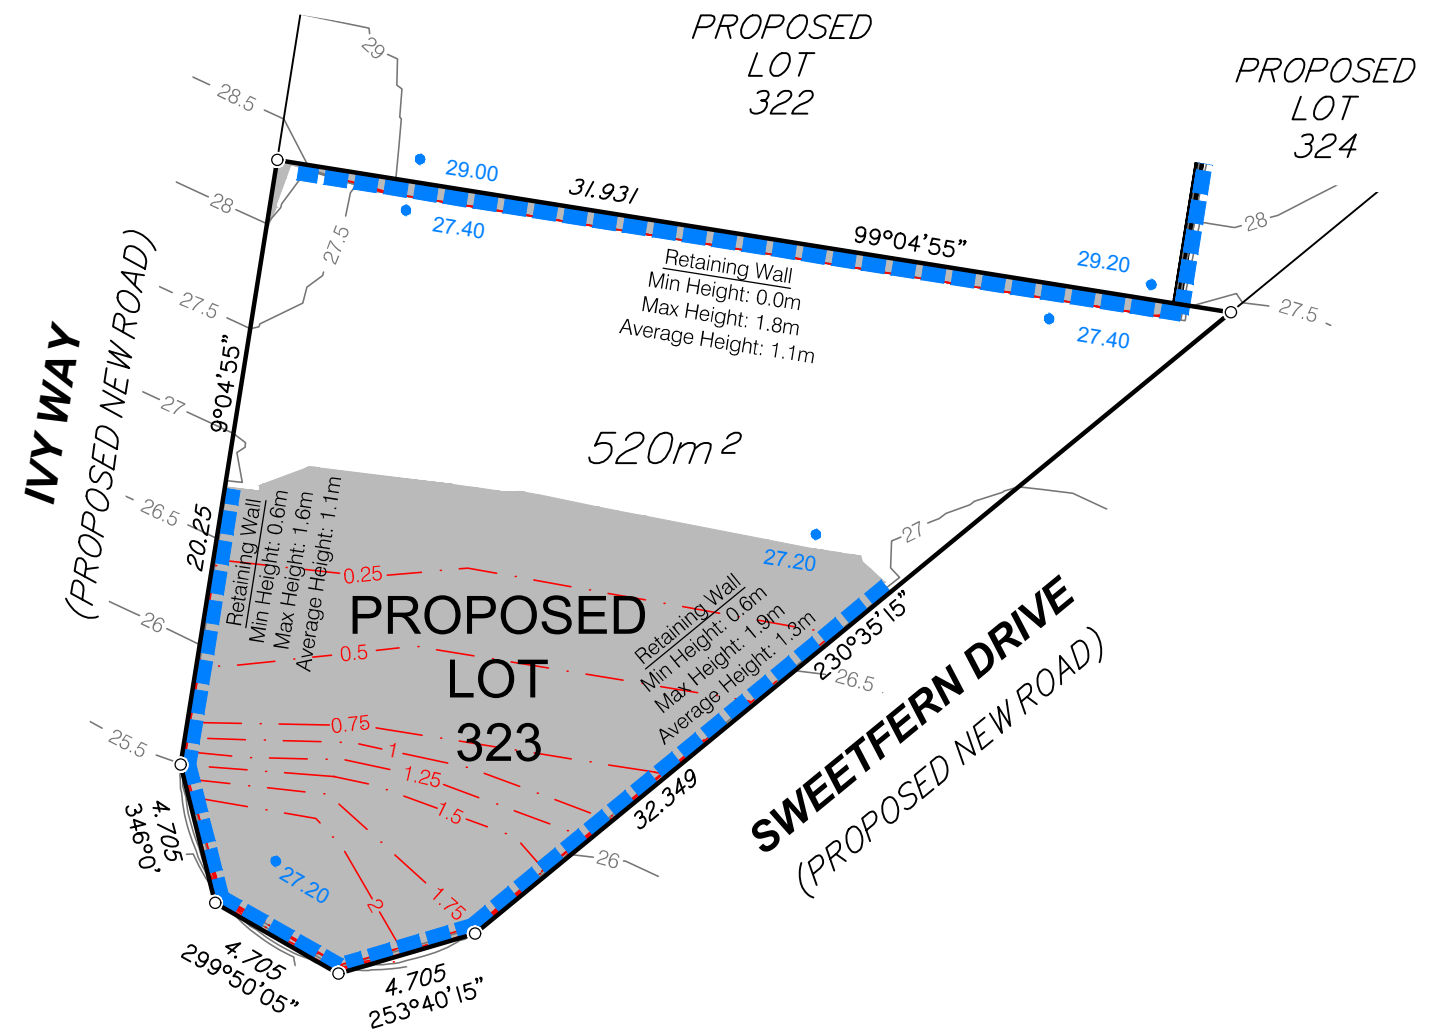 PROPOSED
LOT
322
PROPOSED
LOT
324
29
28.5
28
27.5
27.5
27
26.5
26
25.5
29.00
27.40
31.931
99°04'55"
29.20
27.40
28
27.5
Retaining Wall
Min Height: 0.0m
Max Height: 1.8m
Average Height: 1.1m
IVY WAY
(PROPOSED NEW ROAD)
9°04'55"
20.25
520m²
Retaining Wall
Min Height: 0.6m
Max Height: 1.6m
Average Height: 1.1m
27.20
27
0.25
PROPOSED
LOT
323
0.5
0.75
1
1.25
1.5
1.75
2
Retaining Wall
Min Height: 0.6m
Max Height: 1.9m
Average Height: 1.3m
230°35'15"
26.5
32.349
26
SWEETFERN DRIVE
(PROPOSED NEW ROAD)
4.705
346°0'
27.20
4.705
299°50'05"
4.705
253°40'15"